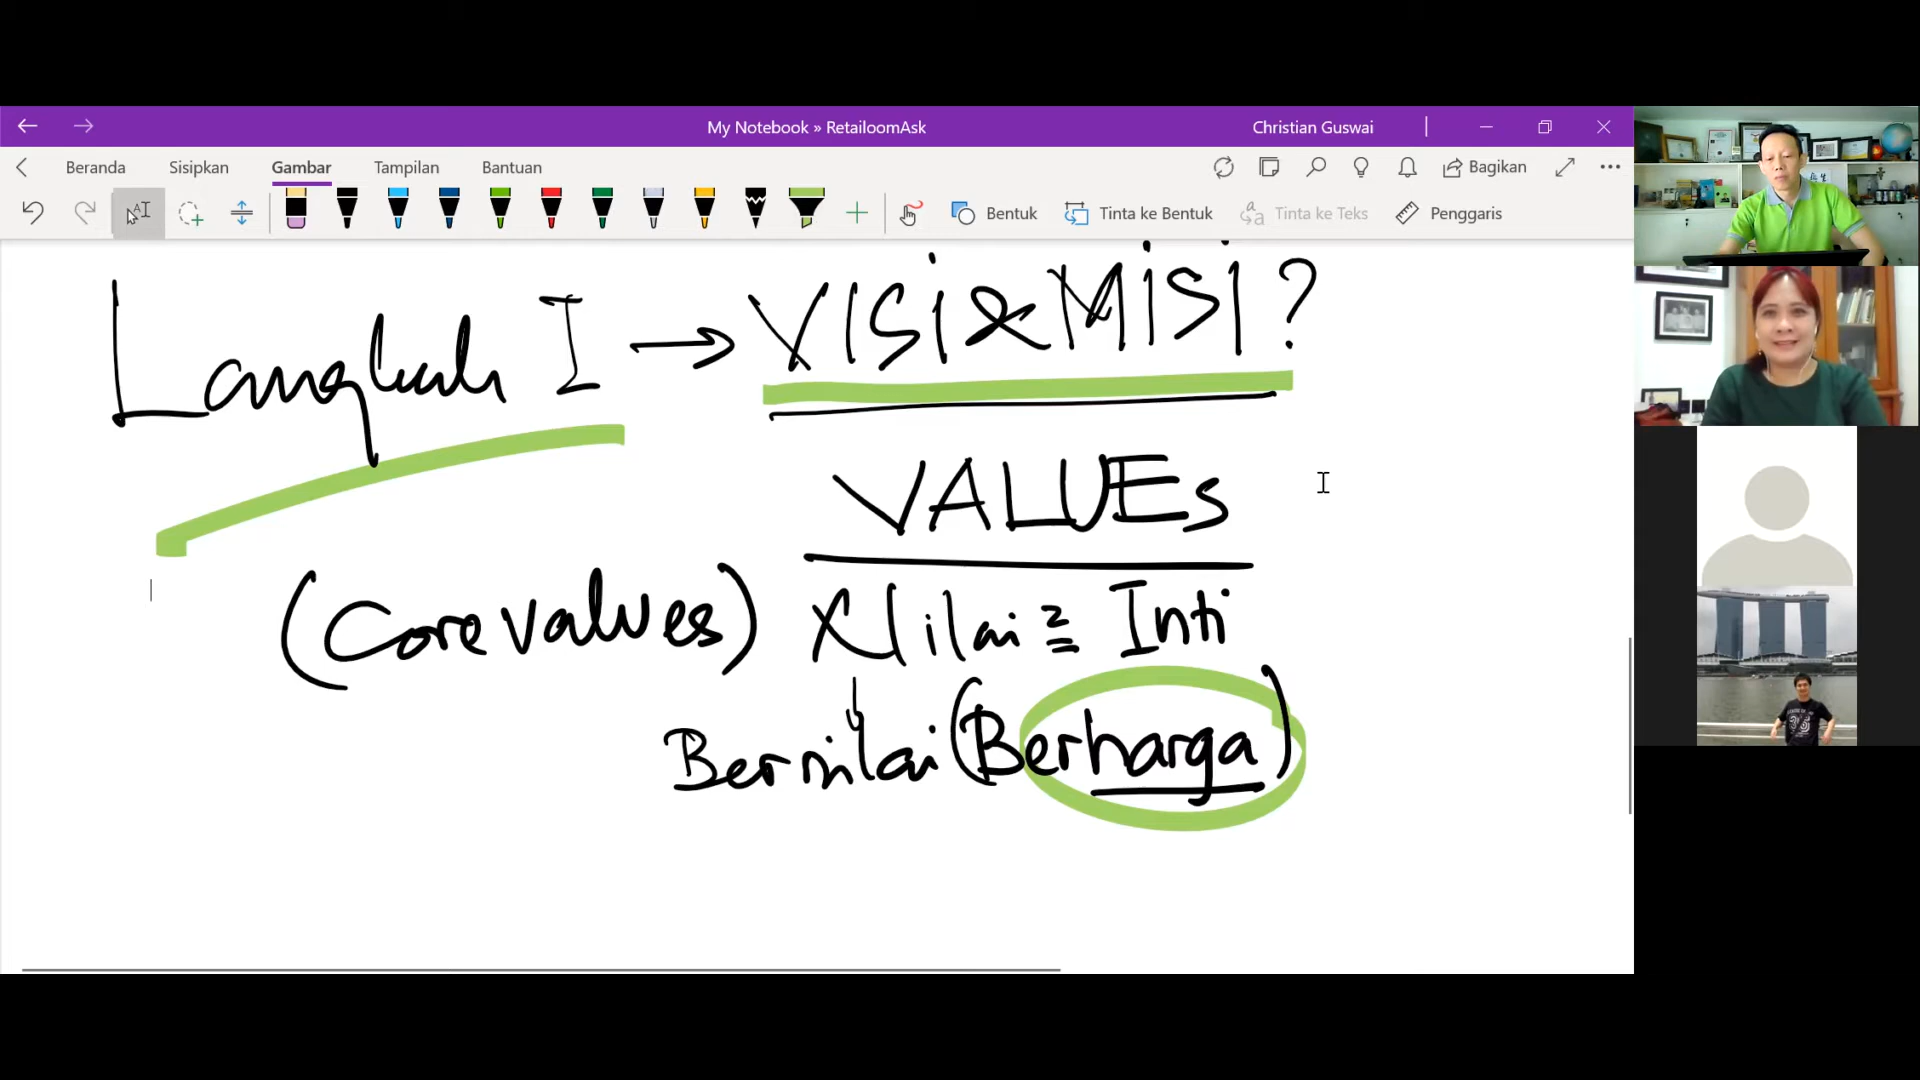 My Notebook » RetailoomAsk
Christian Guswai
Beranda Sisipkan Gambar Tampilan Bantuan
Bagikan
Bentuk Tinta ke Bentuk Tinta ke Teks Penggaris
Langkah I → VISI & MISI?
VALUEs
(Core values) Nilai² Inti
Bernilai (Berharga)